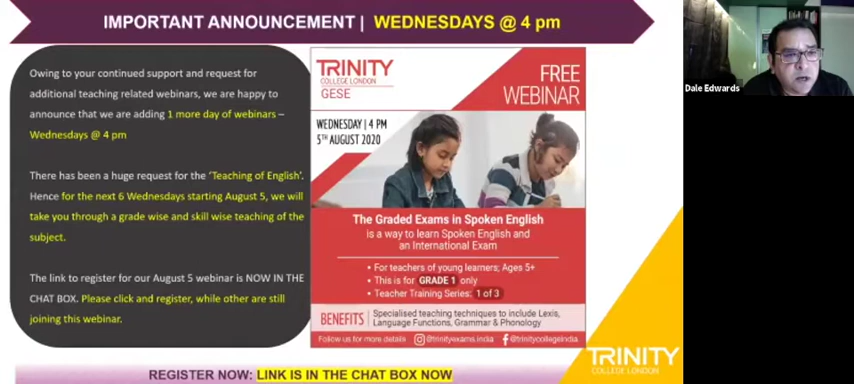 IMPORTANT ANNOUNCEMENT | WEDNESDAYS @ 4 pm
Owing to your continued support and request for
additional teaching related webinars, we are happy to
announce that we are adding 1 more day of webinars –
Wednesdays @ 4 pm
There has been a huge request for the 'Teaching of English'.
Hence for the next 6 Wednesdays starting August 5, we will
take you through a grade wise and skill wise teaching of the
subject.
The link to register for our August 5 webinar is NOW IN THE
CHAT BOX. Please click and register, while other are still
joining this webinar.
TRINITY
COLLEGE LONDON
GESE
FREE
WEBINAR
WEDNESDAY | 4 PM
5TH AUGUST 2020
The Graded Exams in Spoken English
is a way to learn Spoken English and
an International Exam
• For teachers of young learners; Ages 5+
• This is for GRADE 1 only
• Teacher Training Series: 1 of 3
BENEFITS
Specialised teaching techniques to include Lexis,
Language Functions, Grammar & Phonology
Follow us for more details @trinityexams.india @trinitycollegeindia
REGISTER NOW: LINK IS IN THE CHAT BOX NOW
TRINITY
COLLEGE LONDON
Dale Edwards